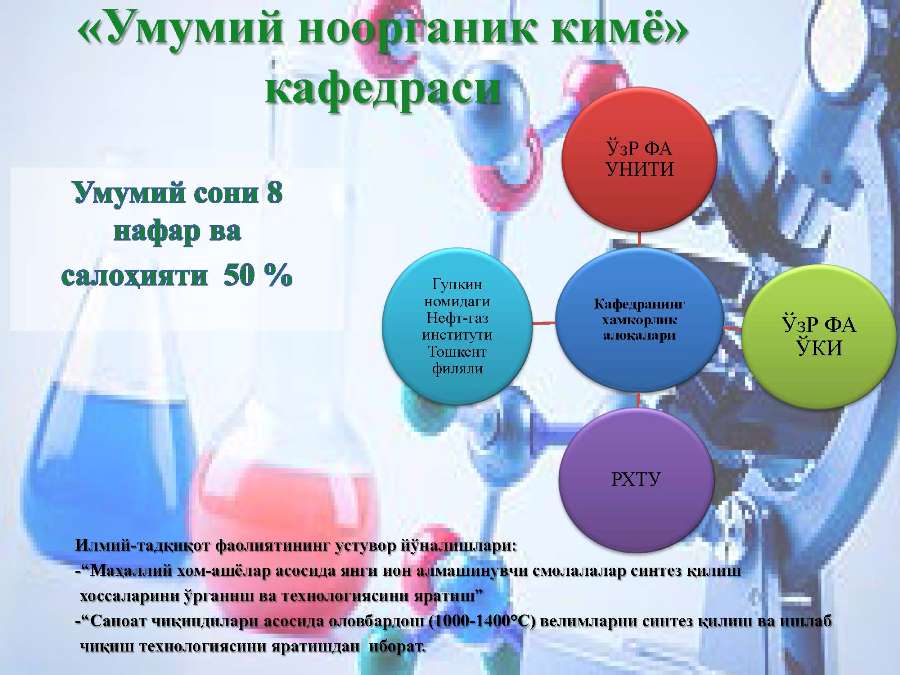 «Умумий ноорганик кимё»
кафедраси
Умумий сони 8
нафар ва
салоҳияти 50 %
ЎзР ФА
УНИТИ
Гупкин
номидаги
Нефт-газ
институти
Тошкент
филяли
Кафедранинг
хамкорлик
алокалари
ЎзР ФА
ЎКИ
РХТУ
Илмий-тадқиқот фаолиятининг устувор йўналишлари:
-“Маҳаллий хом-ашёлар асосида янги ион алмашинувчи смолалалар синтез қилиш
хоссаларини ўрганиш ва технологиясини яратиш”
-“Саноат чиқиндилари асосида оловбардош (1000-1400°С) велимларни синтез қилиш ва ишлаб
чиқиш технологиясини яратишдан иборат.